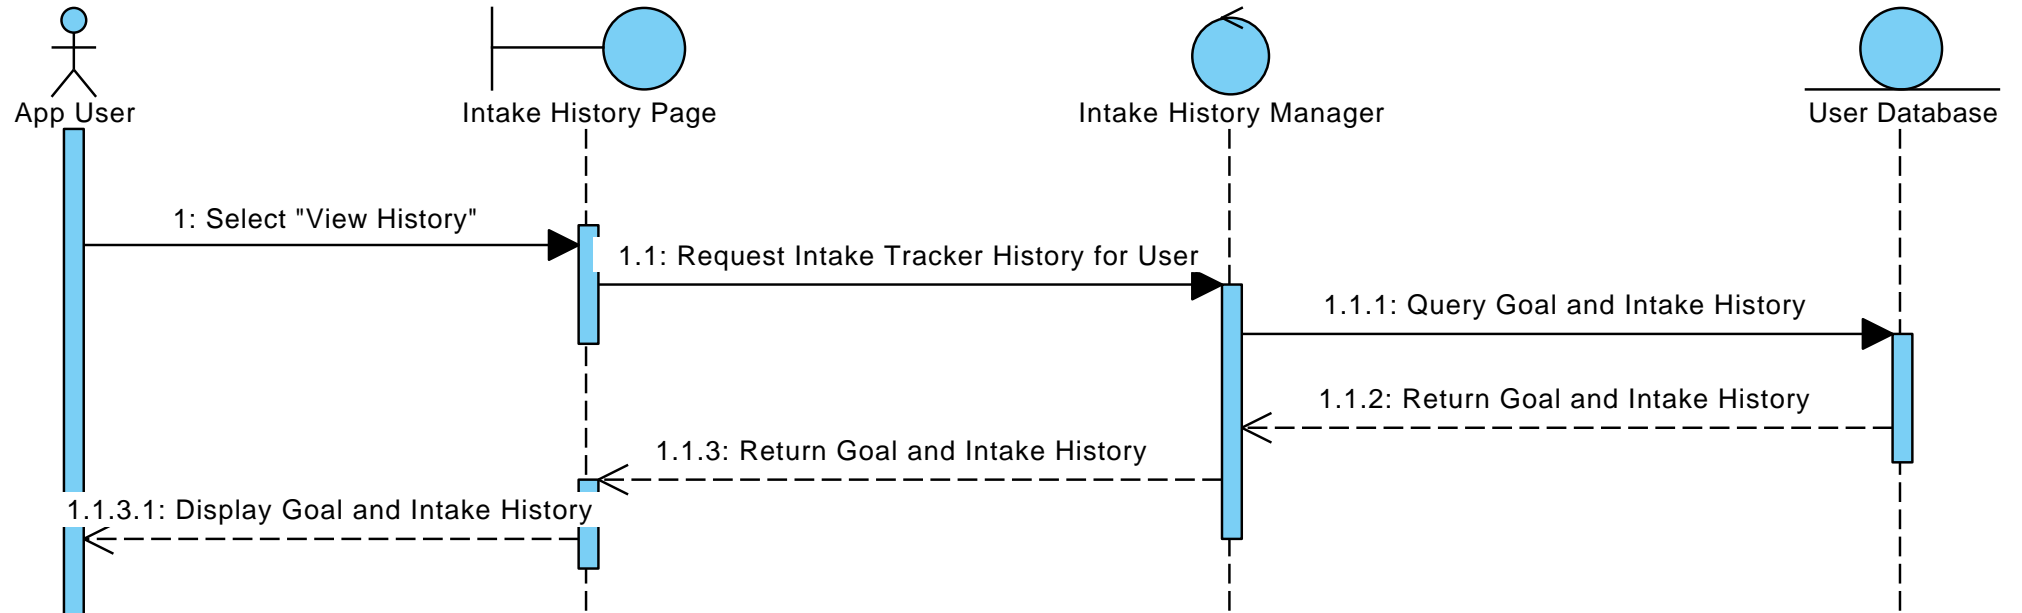 App User
Intake History Page
Intake History Manager
User Database
1: Select "View History"
1.1: Request Intake Tracker History for User
1.1.1: Query Goal and Intake History
1.1.2: Return Goal and Intake History
1.1.3: Return Goal and Intake History
1.1.3.1: Display Goal and Intake History